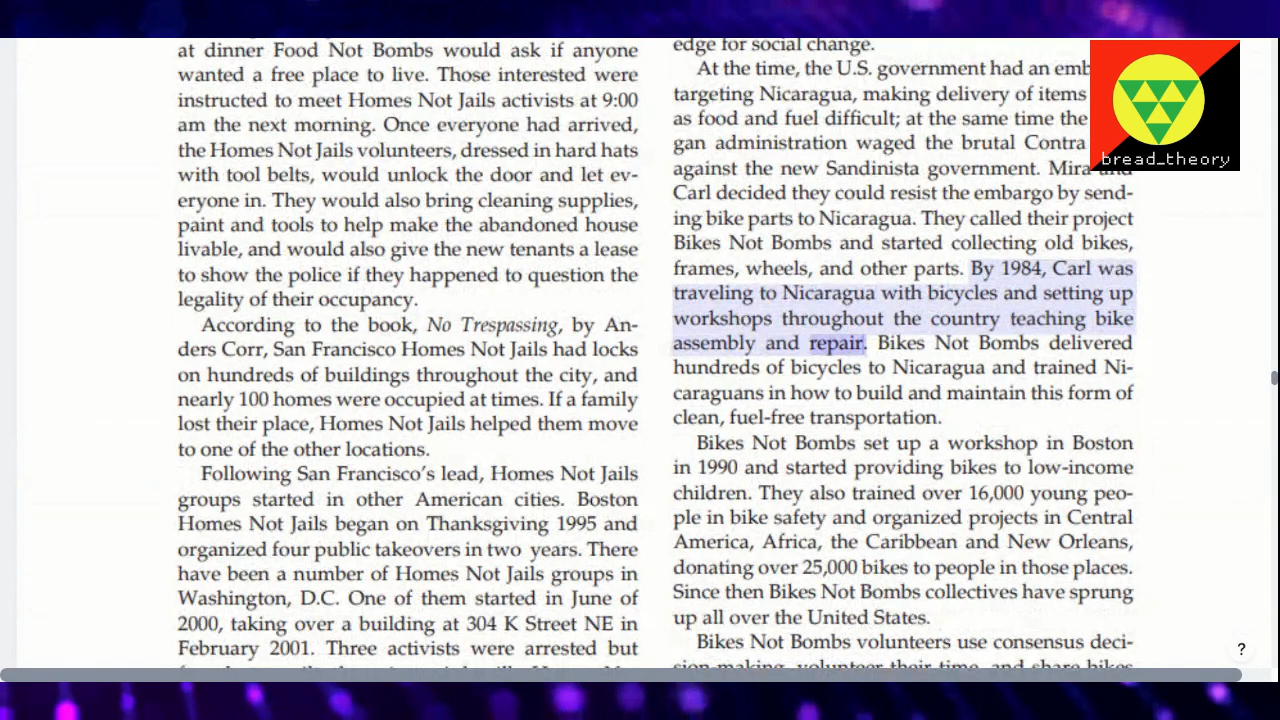 at dinner Food Not Bombs would ask if anyone
wanted a free place to live. Those interested were
instructed to meet Homes Not Jails activists at 9:00
am the next morning. Once everyone had arrived,
the Homes Not Jails volunteers, dressed in hard hats
with tool belts, would unlock the door and let ev-
eryone in. They would also bring cleaning supplies,
paint and tools to help make the abandoned house
livable, and would also give the new tenants a lease
to show the police if they happened to question the
legality of their occupancy.
According to the book, No Trespassing, by An-
ders Corr, San Francisco Homes Not Jails had locks
on hundreds of buildings throughout the city, and
nearly 100 homes were occupied at times. If a family
lost their place, Homes Not Jails helped them move
to one of the other locations.
Following San Francisco's lead, Homes Not Jails
groups started in other American cities. Boston
Homes Not Jails began on Thanksgiving 1995 and
organized four public takeovers in two years. There
have been a number of Homes Not Jails groups in
Washington, D.C. One of them started in June of
2000, taking over a building at 304 K Street NE in
February 2001. Three activists were arrested but
edge for social change.
At the time, the U.S. government had an emb
targeting Nicaragua, making delivery of items
as food and fuel difficult; at the same time the
gan administration waged the brutal Contra
against the new Sandinista government. Mira and
Carl decided they could resist the embargo by send-
ing bike parts to Nicaragua. They called their project
Bikes Not Bombs and started collecting old bikes,
frames, wheels, and other parts. By 1984, Carl was
traveling to Nicaragua with bicycles and setting up
workshops throughout the country teaching bike
assembly and repair. Bikes Not Bombs delivered
hundreds of bicycles to Nicaragua and trained Ni-
caraguans in how to build and maintain this form of
clean, fuel-free transportation.
Bikes Not Bombs set up a workshop in Boston
in 1990 and started providing bikes to low-income
children. They also trained over 16,000 young peo-
ple in bike safety and organized projects in Central
America, Africa, the Caribbean and New Orleans,
donating over 25,000 bikes to people in those places.
Since then Bikes Not Bombs collectives have sprung
up all over the United States.
Bikes Not Bombs volunteers use consensus deci-
sion-making, volunteer their time, and share bikes
bread_theory
?